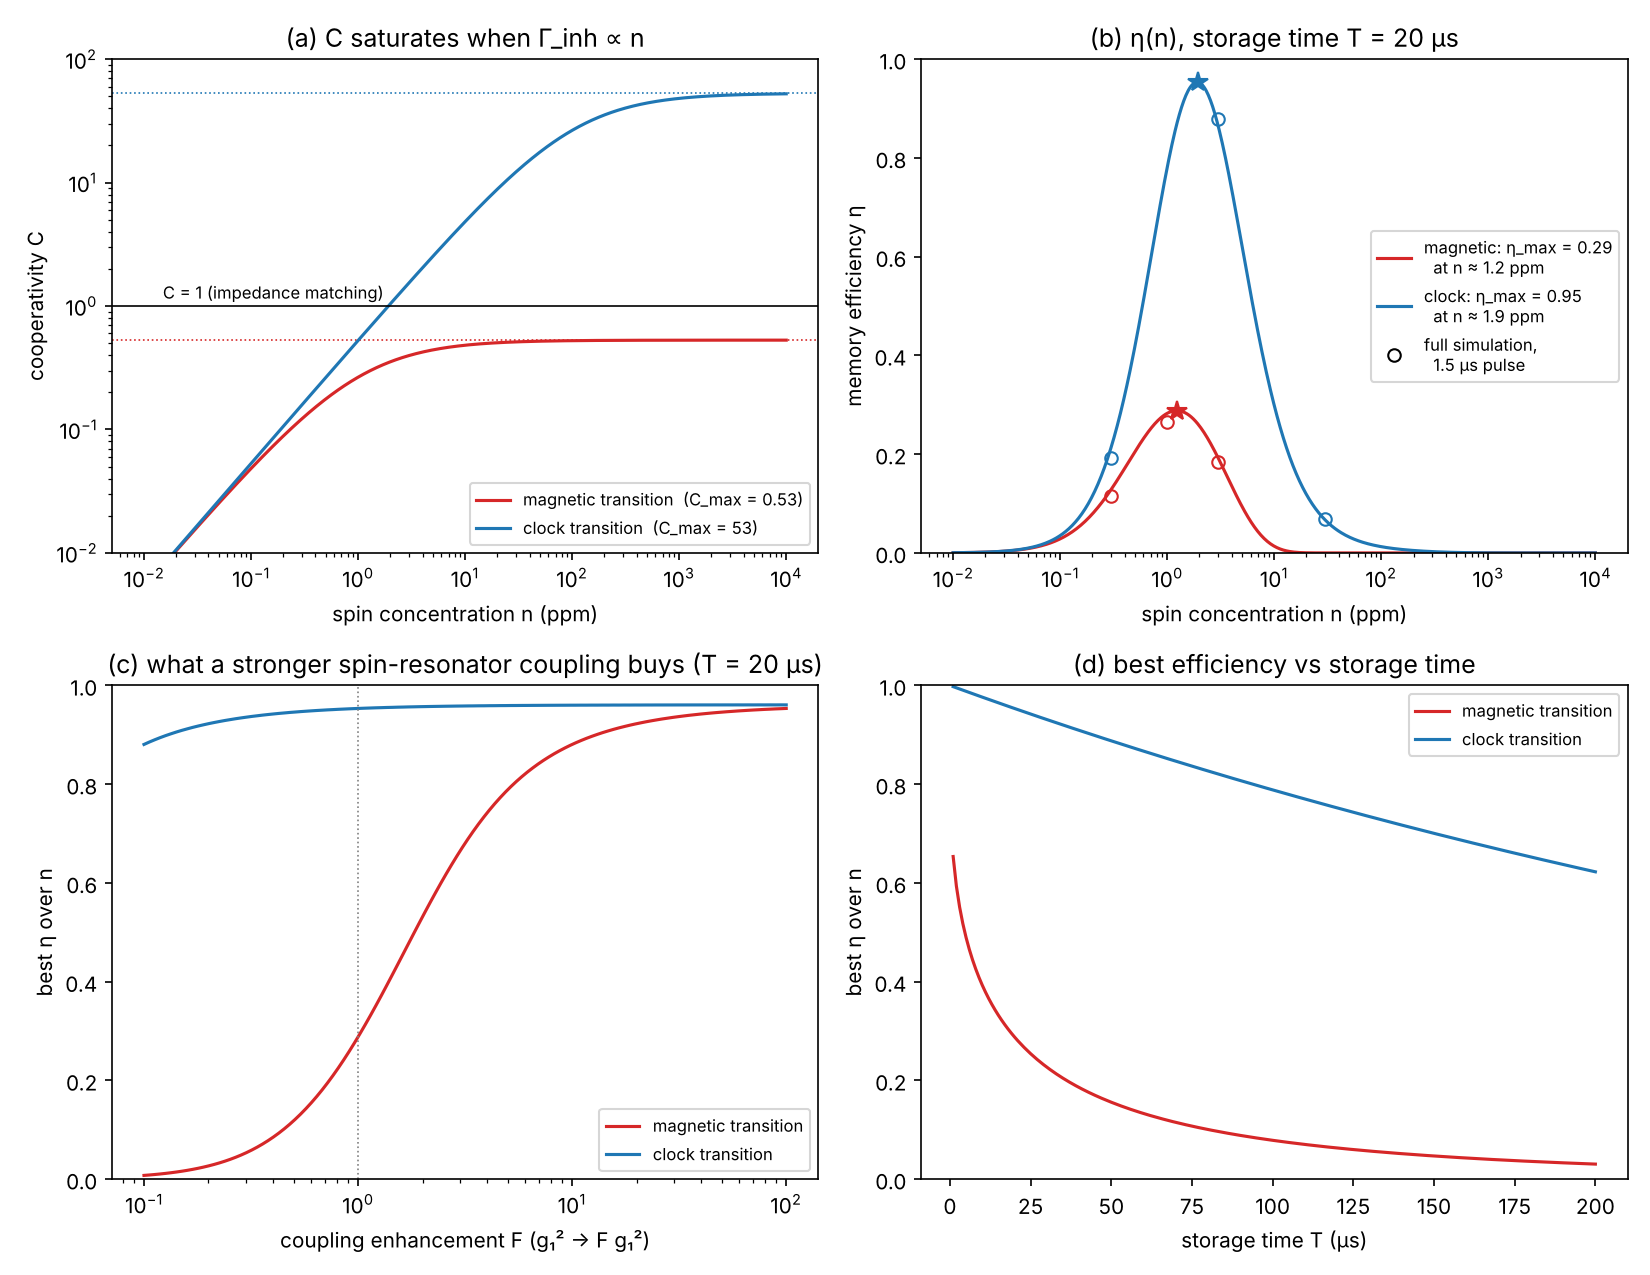 (a) C saturates when Γ_inh ∝ n
10²
10¹
10⁰
10⁻¹
10⁻²
cooperativity C
C = 1 (impedance matching)
magnetic transition (C_max = 0.53)
clock transition (C_max = 53)
10⁻² 10⁻¹ 10⁰ 10¹ 10² 10³ 10⁴
spin concentration n (ppm)
(b) η(n), storage time T = 20 µs
1.0
0.8
0.6
0.4
0.2
0.0
memory efficiency η
magnetic: η_max = 0.29
at n ≈ 1.2 ppm
clock: η_max = 0.95
at n ≈ 1.9 ppm
full simulation,
1.5 µs pulse
10⁻² 10⁻¹ 10⁰ 10¹ 10² 10³ 10⁴
spin concentration n (ppm)
(c) what a stronger spin-resonator coupling buys (T = 20 µs)
1.0
0.8
0.6
0.4
0.2
0.0
best η over n
magnetic transition
clock transition
10⁻¹ 10⁰ 10¹ 10²
coupling enhancement F (g₁² → F g₁²)
(d) best efficiency vs storage time
1.0
0.8
0.6
0.4
0.2
0.0
best η over n
magnetic transition
clock transition
0 25 50 75 100 125 150 175 200
storage time T (µs)